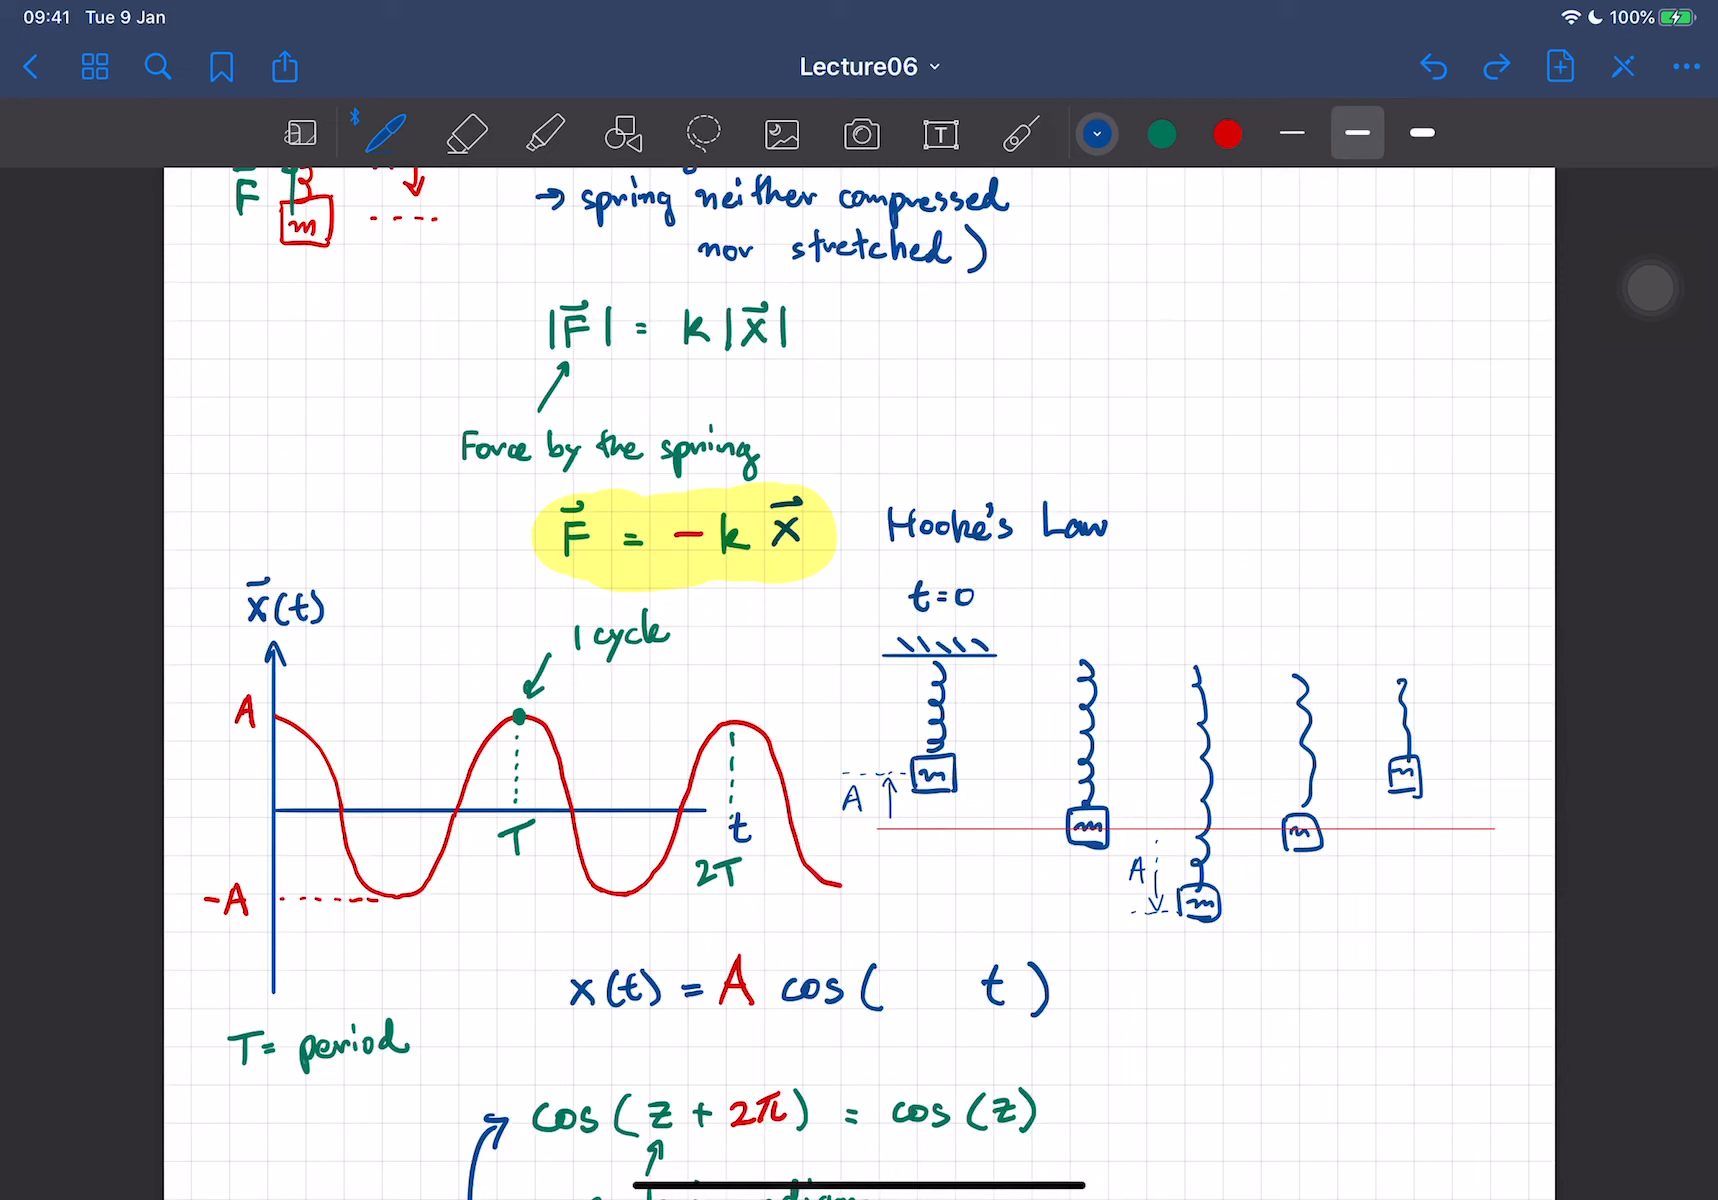 09:41 Tue 9 Jan
100%
Lecture06
F
m
→ spring neither compressed
nor stretched)
|F⃗| = k|x⃗|
Force by the spring
F⃗ = -k x⃗
Hooke's Law
t=0
x⃗(t)
1 cycle
A
-A
T
t
2T
m
A
m
m
A
m
m
x(t) = A cos( t)
T= period
cos(z + 2π) = cos(z)